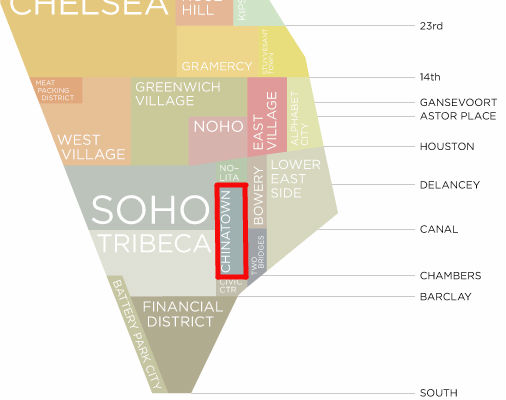 CHELSEA
ROSE
HILL
KIPS
23rd
GRAMERCY
STUYVESANT
TOWN
14th
MEAT
PACKING
DISTRICT
GREENWICH
VILLAGE
GANSEVOORT
ASTOR PLACE
NOHO
EAST
VILLAGE
ALPHABET
CITY
WEST
VILLAGE
HOUSTON
NO-
LITA
BOWERY
LOWER
EAST
SIDE
DELANCEY
SOHO
CHINATOWN
CANAL
TRIBECA
TWO
BRIDGES
CHAMBERS
CIVIC
CTR
BARCLAY
BATTERY PARK CITY
FINANCIAL
DISTRICT
SOUTH